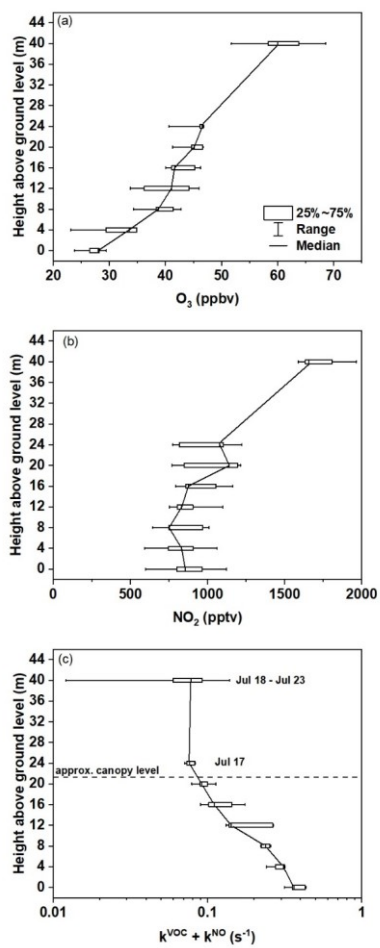 (a)
Height above ground level (m)
44
40
36
32
28
24
20
16
12
8
4
0
25%~75%
Range
Median
20 30 40 50 60 70
O₃ (ppbv)
(b)
Height above ground level (m)
44
40
36
32
28
24
20
16
12
8
4
0
0 500 1000 1500 2000
NO₂ (pptv)
(c)
Height above ground level (m)
44
40
36
32
28
24
20
16
12
8
4
0
Jul 18 - Jul 23
Jul 17
approx. canopy level
0.01 0.1 1
kⱽᴼꟲ + kᴺᴼ (s⁻¹)